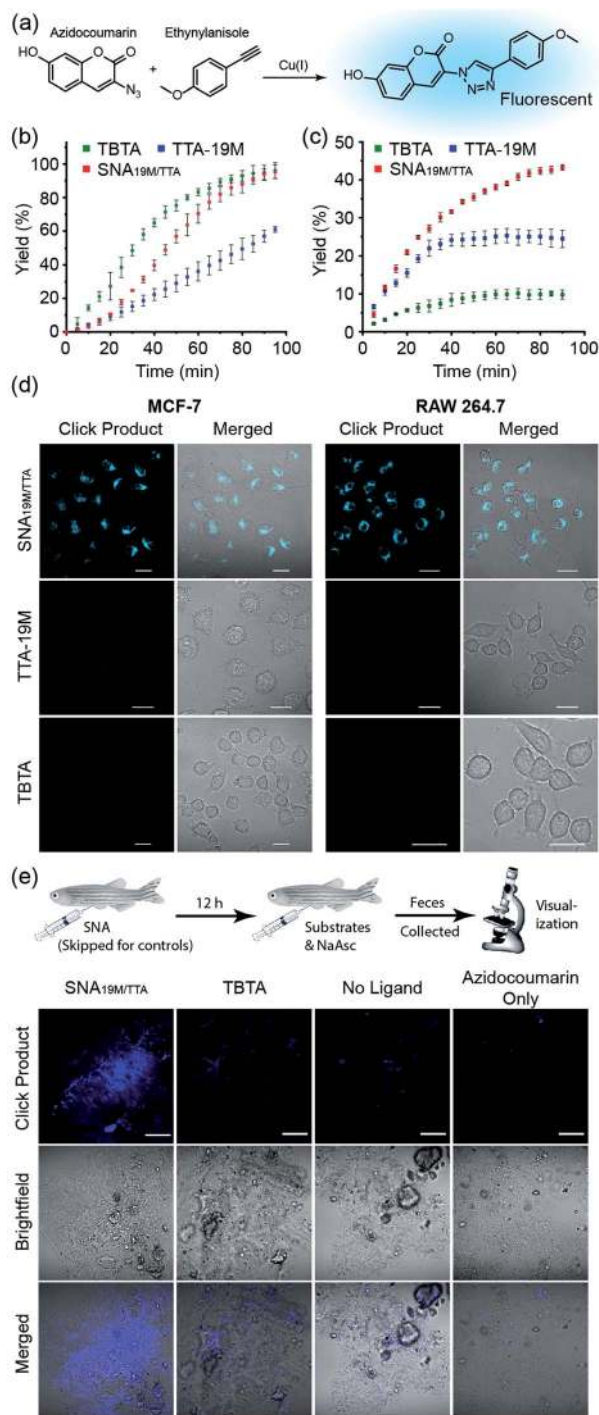 (a) Azidocoumarin Ethynylanisole
HO O O N3 + O Cu(I) HO O O N N=N O
Fluorescent
(b) (c)
TBTA TTA-19M
SNA19M/TTA
Yield (%)
100
80
60
40
20
0
0 20 40 60 80 100
Time (min)
TBTA TTA-19M
SNA19M/TTA
Yield (%)
50
40
30
20
10
0
0 20 40 60 80 100
Time (min)
(d)
MCF-7 RAW 264.7
Click Product Merged Click Product Merged
SNA19M/TTA
TTA-19M
TBTA
(e)
12 h Feces
SNA Substrates Collected Visual-
(Skipped for controls) & NaAsc ization
SNA19M/TTA TBTA No Ligand Azidocoumarin
Only
Click Product
Brightfield
Merged